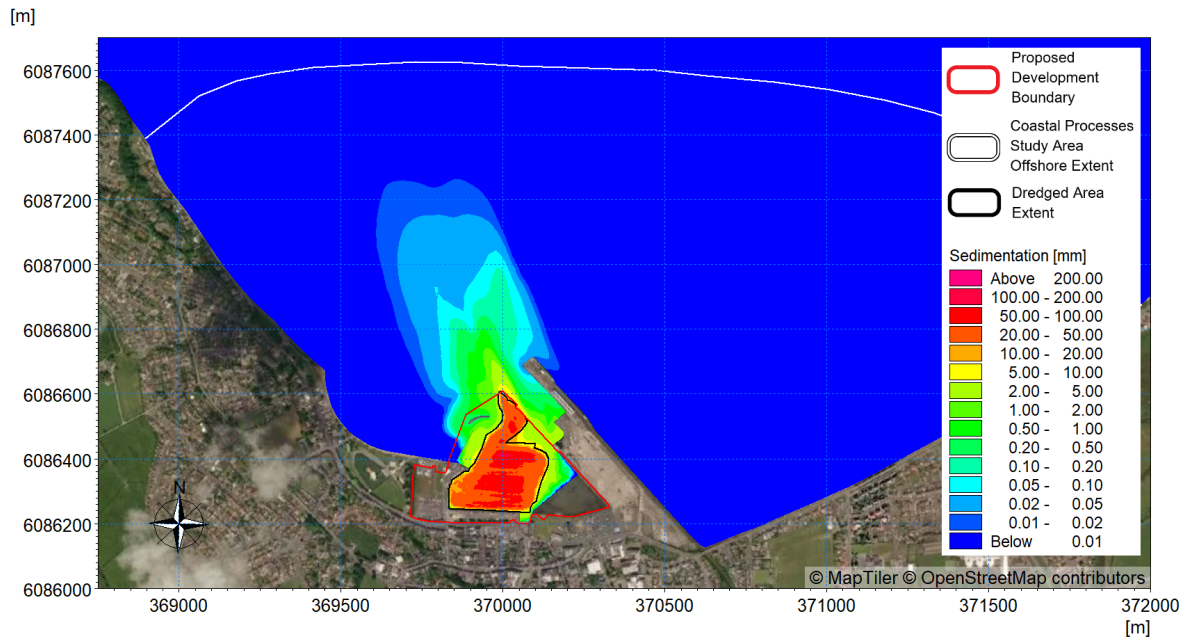 [m]
6087600
6087400
6087200
6087000
6086800
6086600
6086400
6086200
6086000
369000
369500
370000
370500
371000
371500
372000
[m]
N
Proposed
Development
Boundary
Coastal Processes
Study Area
Offshore Extent
Dredged Area
Extent
Sedimentation [mm]
Above 200.00
100.00 - 200.00
50.00 - 100.00
20.00 - 50.00
10.00 - 20.00
5.00 - 10.00
2.00 - 5.00
1.00 - 2.00
0.50 - 1.00
0.20 - 0.50
0.10 - 0.20
0.05 - 0.10
0.02 - 0.05
0.01 - 0.02
Below 0.01
© MapTiler © OpenStreetMap contributors